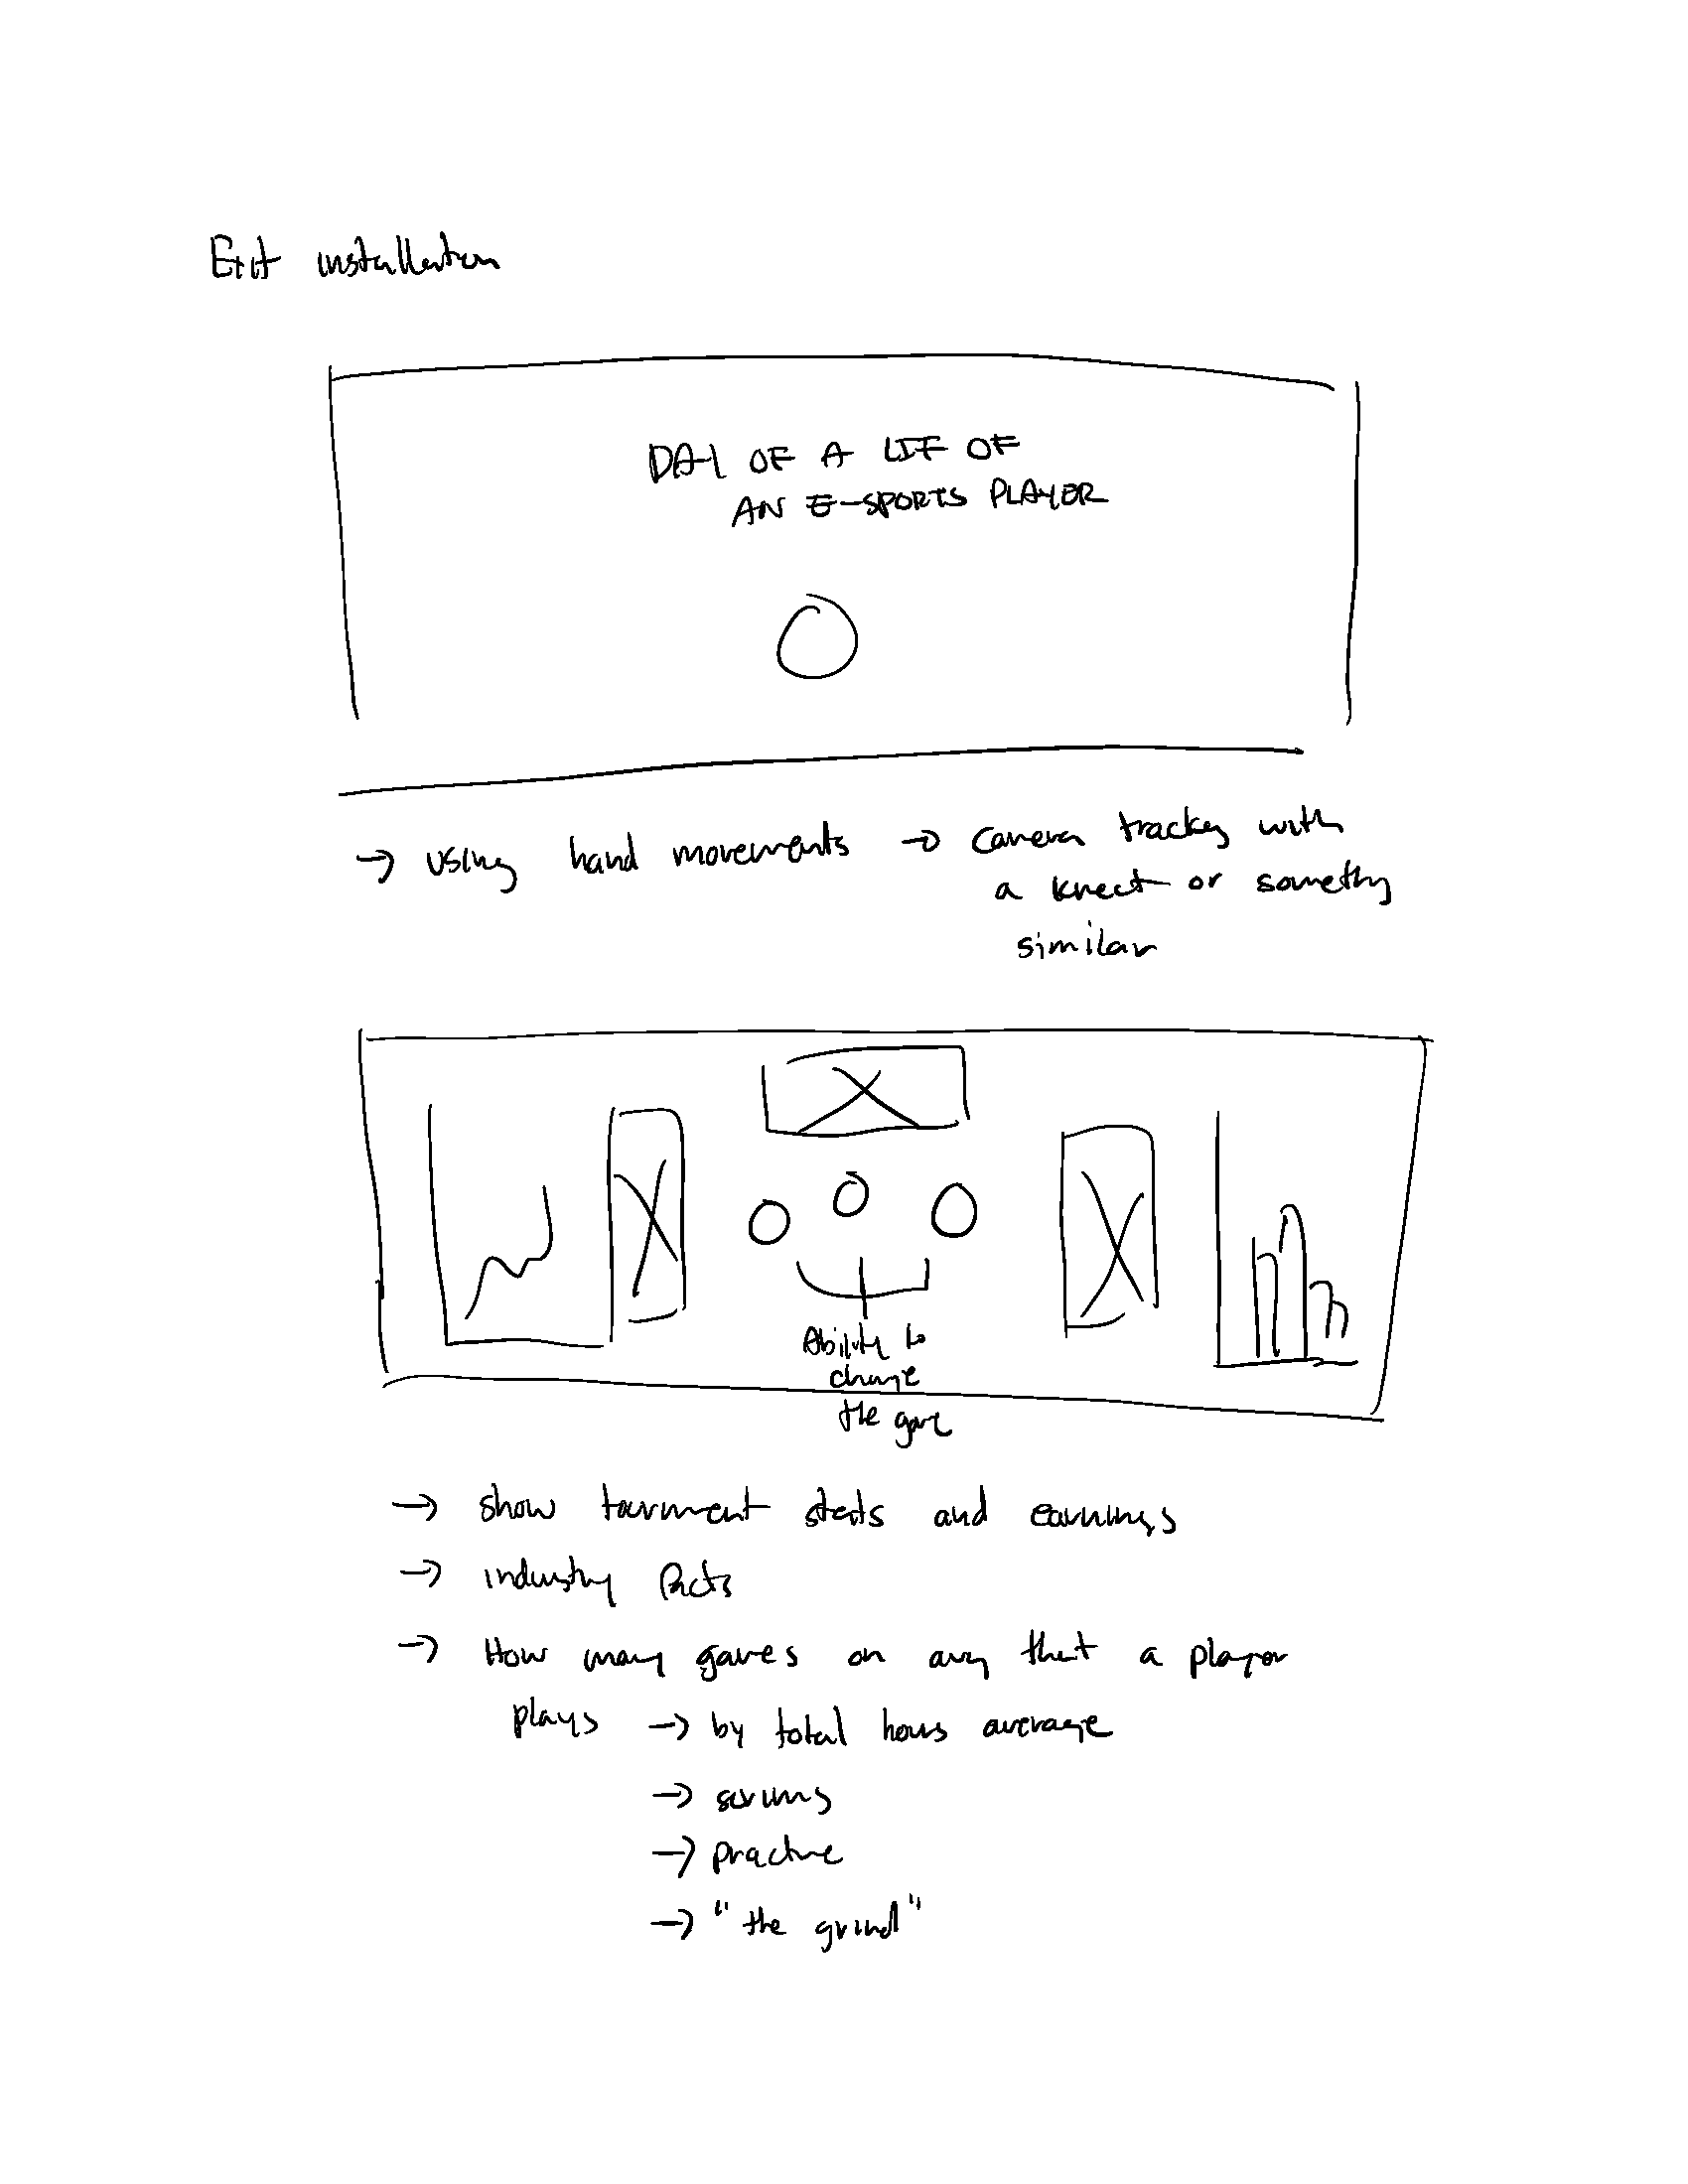 Exit installation
DAY OF A LIF OF
AN E-SPORTS PLAYER
→ using hand movements → camera tracking with
a kinect or something
similar
Ability to
change
the game
→ show tournment stats and earnings
→ industry facts
→ How many games on avg that a player
plays → by total hours average
→ scrims
→ practice
→ "the grind"